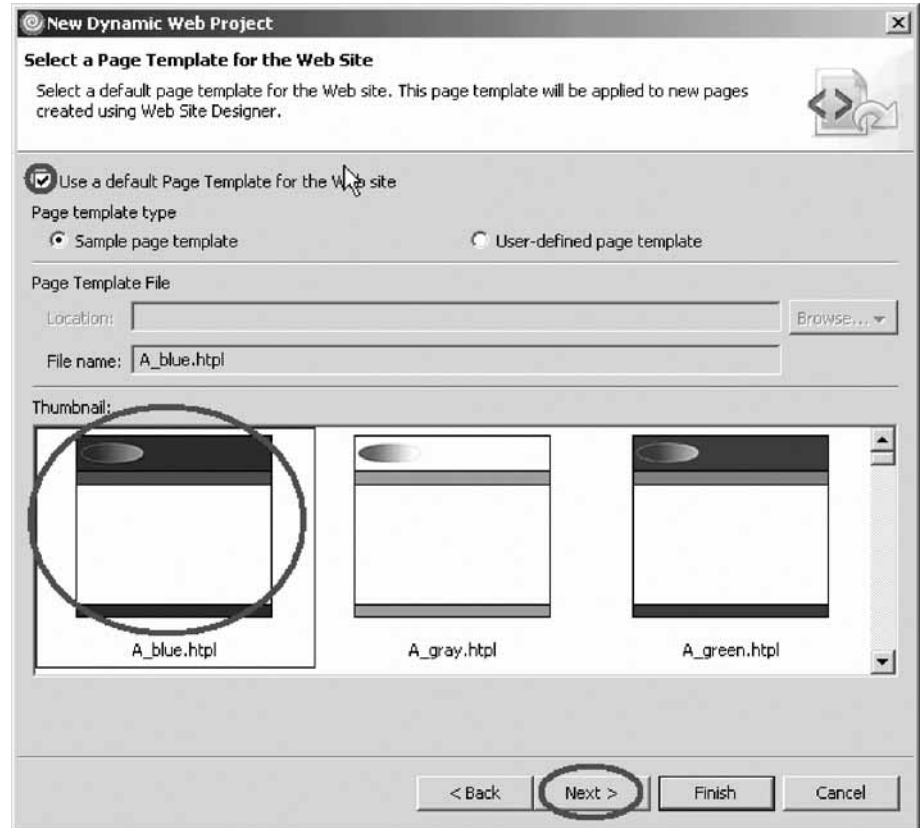 New Dynamic Web Project
Select a Page Template for the Web Site
Select a default page template for the Web site. This page template will be applied to new pages
created using Web Site Designer.
Use a default Page Template for the Web site
Page template type
Sample page template
User-defined page template
Page Template File
Location:
Browse...
File name:
A_blue.htpl
Thumbnail:
A_blue.htpl
A_gray.htpl
A_green.htpl
< Back
Next >
Finish
Cancel